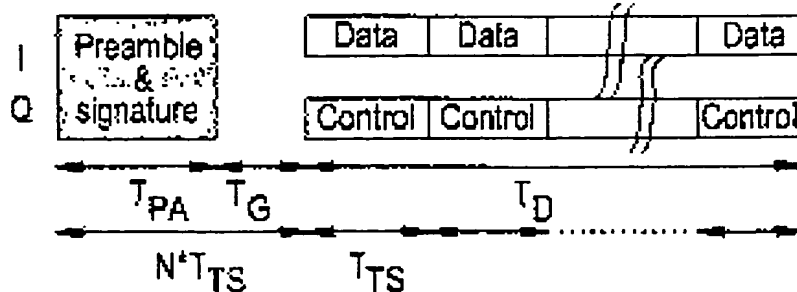 I
Q
Preamble
&
signature
Data Data Data
Control Control Control
T_PA T_G T_D
N*T_TS T_TS